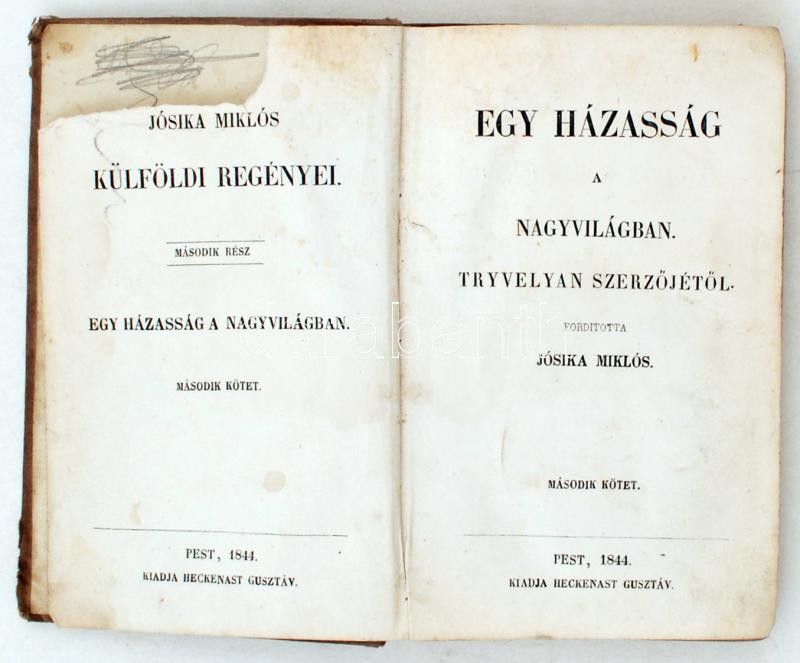 JÓSIKA MIKLÓS
KÜLFÖLDI REGÉNYEI.
MÁSODIK RÉSZ
EGY HÁZASSÁG A NAGYVILÁGBAN.
MÁSODIK KÖTET.
PEST, 1844.
KIADJA HECKENAST GUSZTÁV.
EGY HÁZASSÁG
A
NAGYVILÁGBAN.
TRYVELYAN SZERZŐJÉTŐL.
FORDITOTTA
JÓSIKA MIKLÓS.
MÁSODIK KÖTET.
PEST, 1844.
KIADJA HECKENAST GUSZTÁV.
darabanth